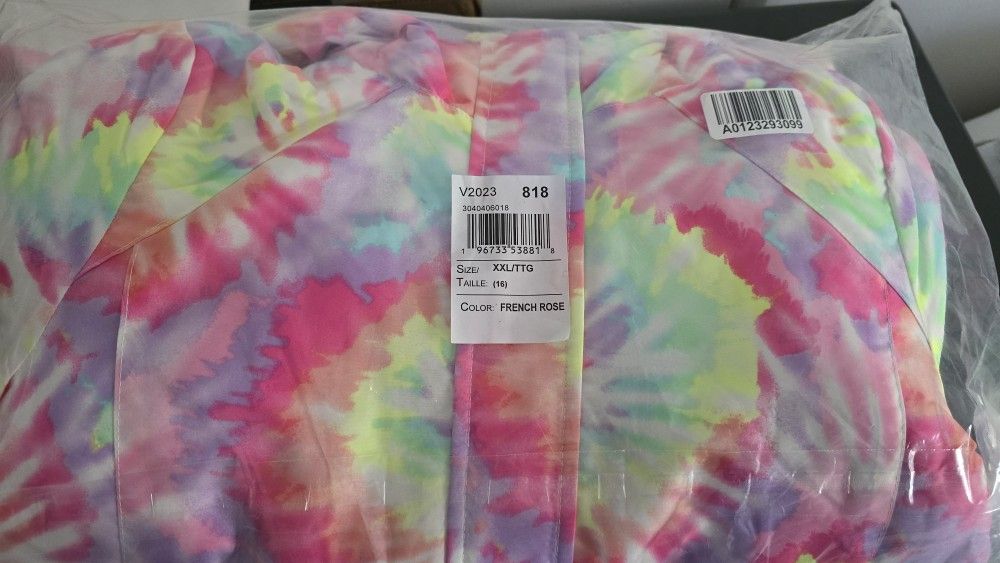 A0123293099
V2023 818
3040406018
1 96733 53881 8
SIZE/ XXL/TTG
TAILLE: (16)
COLOR: FRENCH ROSE